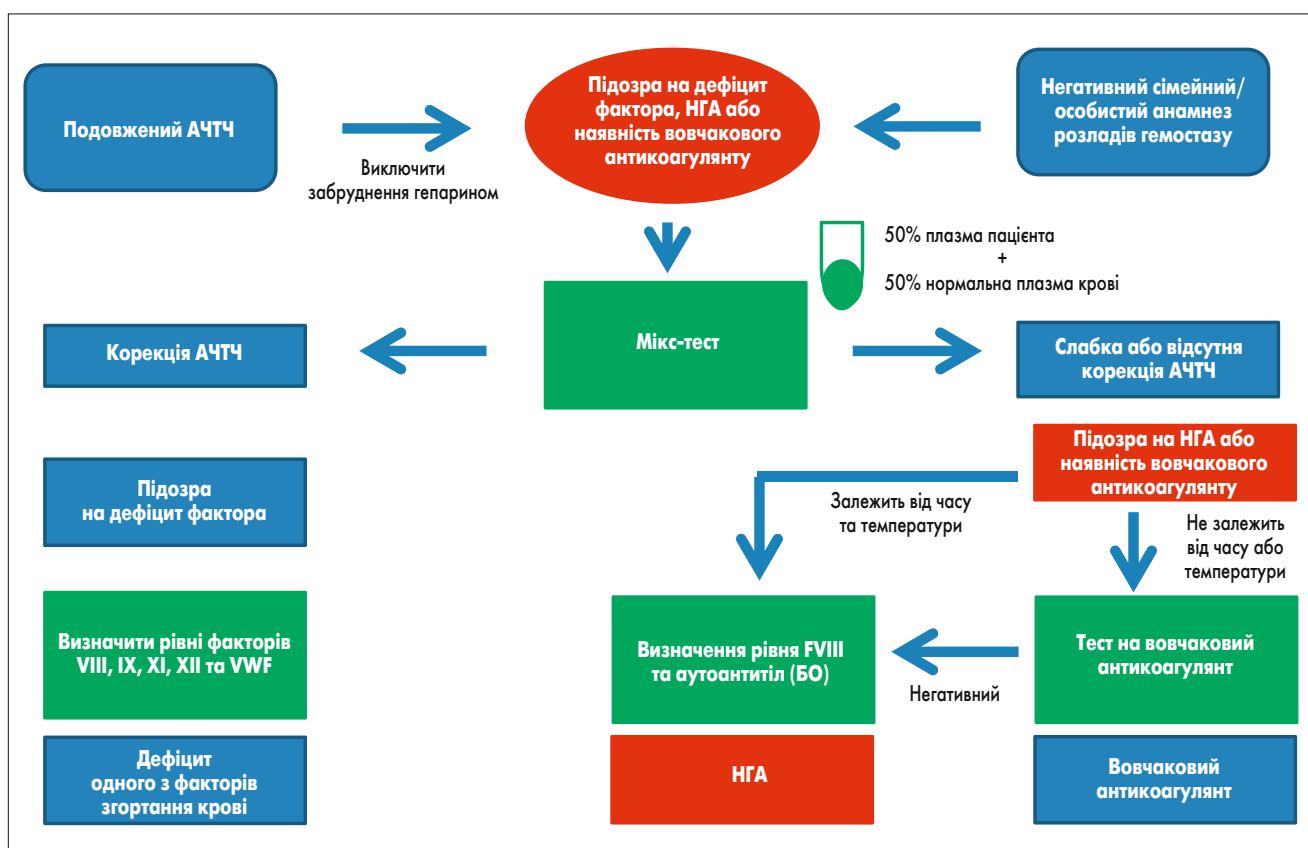 Подовжений АЧТЧ
Виключити
забруднення гепарином
Підозра на дефіцит
фактора, НГА або
наявність вовчакового
антикоагулянту
Негативний сімейний/
особистий анамнез
розладів гемостазу
50% плазма пацієнта
+
50% нормальна плазма крові
Мікс-тест
Корекція АЧТЧ
Слабка або відсутня
корекція АЧТЧ
Підозра
на дефіцит фактора
Підозра на НГА або
наявність вовчакового
антикоагулянту
Залежить від часу
та температури
Не залежить
від часу або
температури
Визначити рівні факторів
VIII, IX, XI, XII та VWF
Визначення рівня FVIII
та аутоантитіл (БО)
Негативний
Тест на вовчаковий
антикоагулянт
Дефіцит
одного з факторів
згортання крові
НГА
Вовчаковий
антикоагулянт